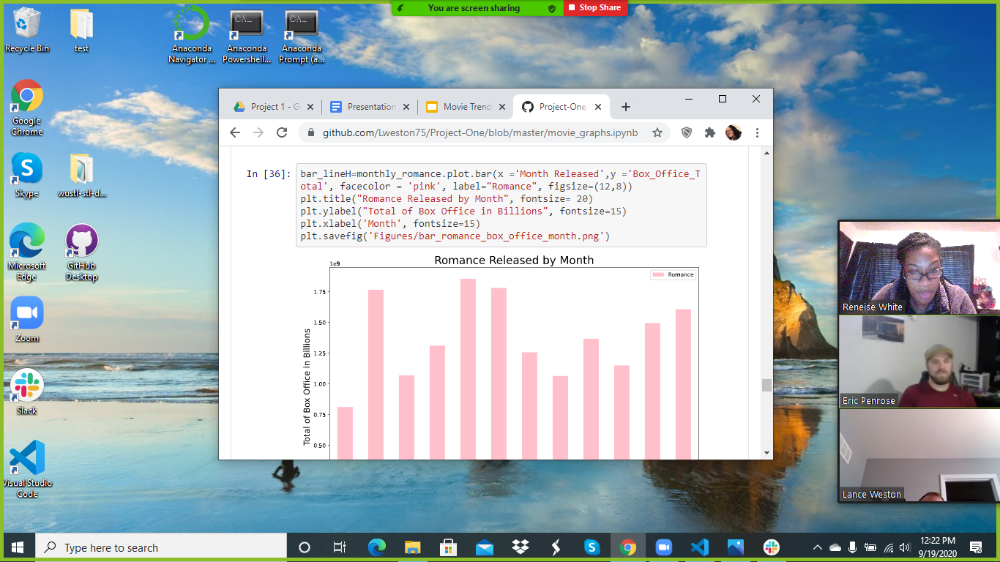 You are screen sharing
Stop Share
Recycle Bin
test
Anaconda
Navigator ...
Anaconda
Powershell...
Anaconda
Prompt (a...
Google
Chrome
Skype
wustl-stl-d...
Microsoft
Edge
GitHub
Desktop
Zoom
Slack
Visual Studio
Code
Project 1 - G
Presentation
Movie Trend
Project-One
github.com/Lweston75/Project-One/blob/master/movie_graphs.ipynb
In [36]:
bar_lineH=monthly_romance.plot.bar(x ='Month Released',y ='Box_Office_T
otal', facecolor = 'pink', label="Romance", figsize=(12,8))
plt.title("Romance Released by Month", fontsize= 20)
plt.ylabel("Total of Box Office in Billions", fontsize=15)
plt.xlabel('Month', fontsize=15)
plt.savefig('Figures/bar_romance_box_office_month.png')
Romance Released by Month
1e9
Romance
1.75
1.50
1.25
1.00
0.75
0.50
Total of Box Office in Billions
Reneise White
Eric Penrose
Lance Weston
Type here to search
12:22 PM
9/19/2020